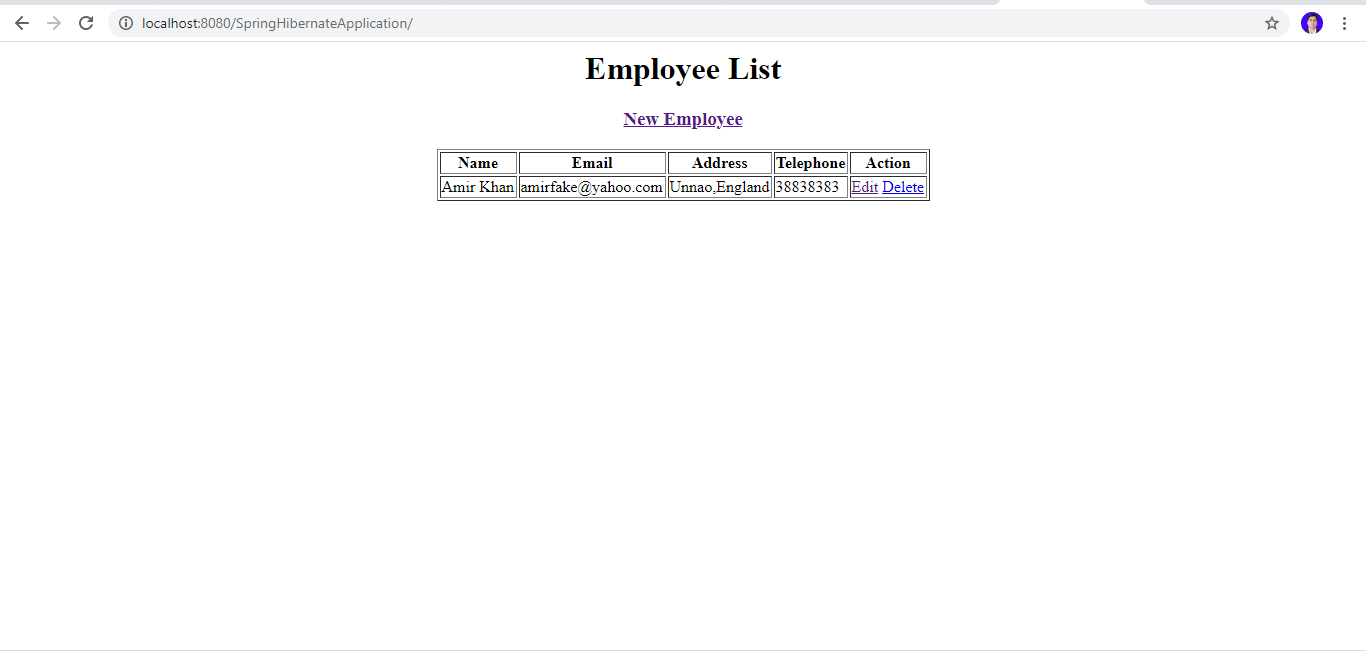 localhost:8080/SpringHibernateApplication/
Employee List
New Employee
Name Email Address Telephone Action
Amir Khan amirfake@yahoo.com Unnao,England 38838383 Edit Delete